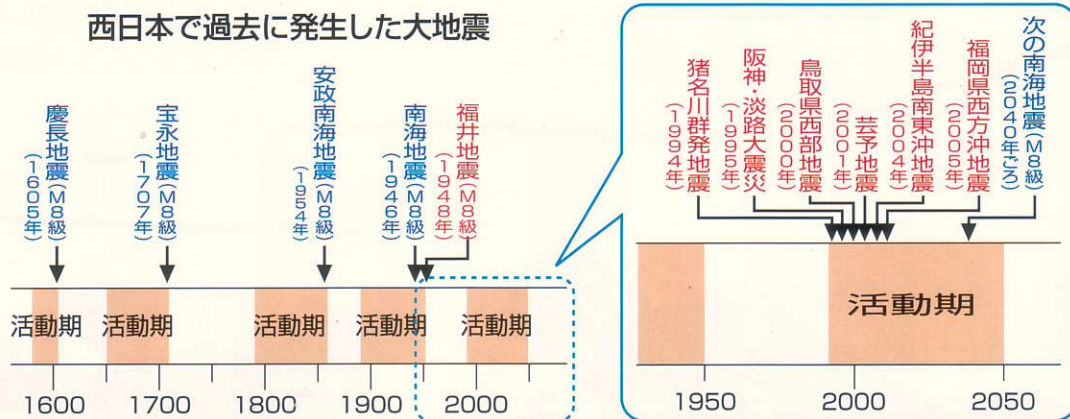 西日本で過去に発生した大地震
慶長地震(M8級)
(1605年)
宝永地震(M8級)
(1707年)
安政南海地震(M8級)
(1954年)
南海地震(M8級)
(1946年)
福井地震(M8級)
(1948年)
活動期
活動期
活動期
活動期
活動期
1600
1700
1800
1900
2000
猪名川群発地震
(1994年)
阪神・淡路大震災
(1995年)
鳥取県西部地震
(2000年)
芸予地震
(2001年)
紀伊半島南東沖地震
(2004年)
福岡県西方沖地震
(2005年)
次の南海地震(M8級)
(2040年ごろ)
活動期
1950
2000
2050